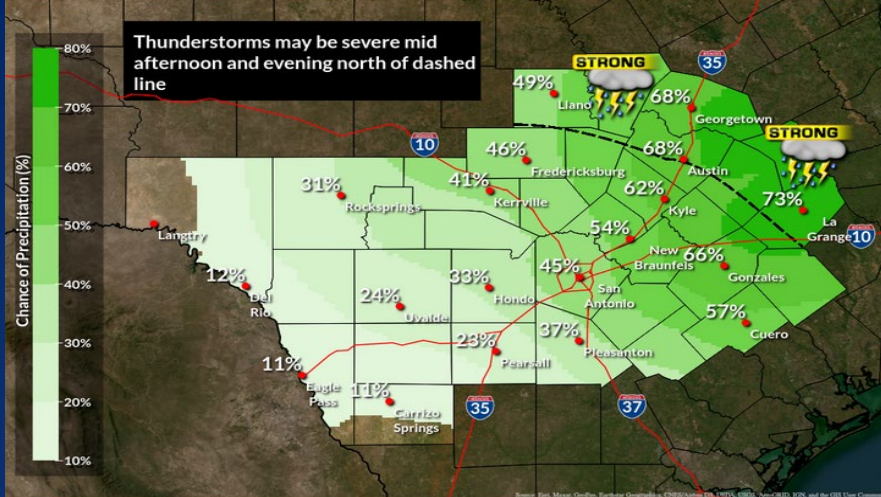 Thunderstorms may be severe mid
afternoon and evening north of dashed
line
Chance of Precipitation (%)
80%
70%
60%
50%
40%
30%
20%
10%
STRONG
35
49%
Llano
68%
Georgetown
STRONG
10
46%
Fredericksburg
68%
Austin
31%
Rocksprings
41%
Kerrville
62%
Kyle
73%
La
Grange
10
Langtry
54%
New
Braunfels
66%
Gonzales
12%
Del
Rio
24%
Uvalde
33%
Hondo
45%
San
Antonio
57%
Cuero
23%
Pearsall
37%
Pleasanton
11%
Eagle
Pass
11%
Carrizo
Springs
35
37